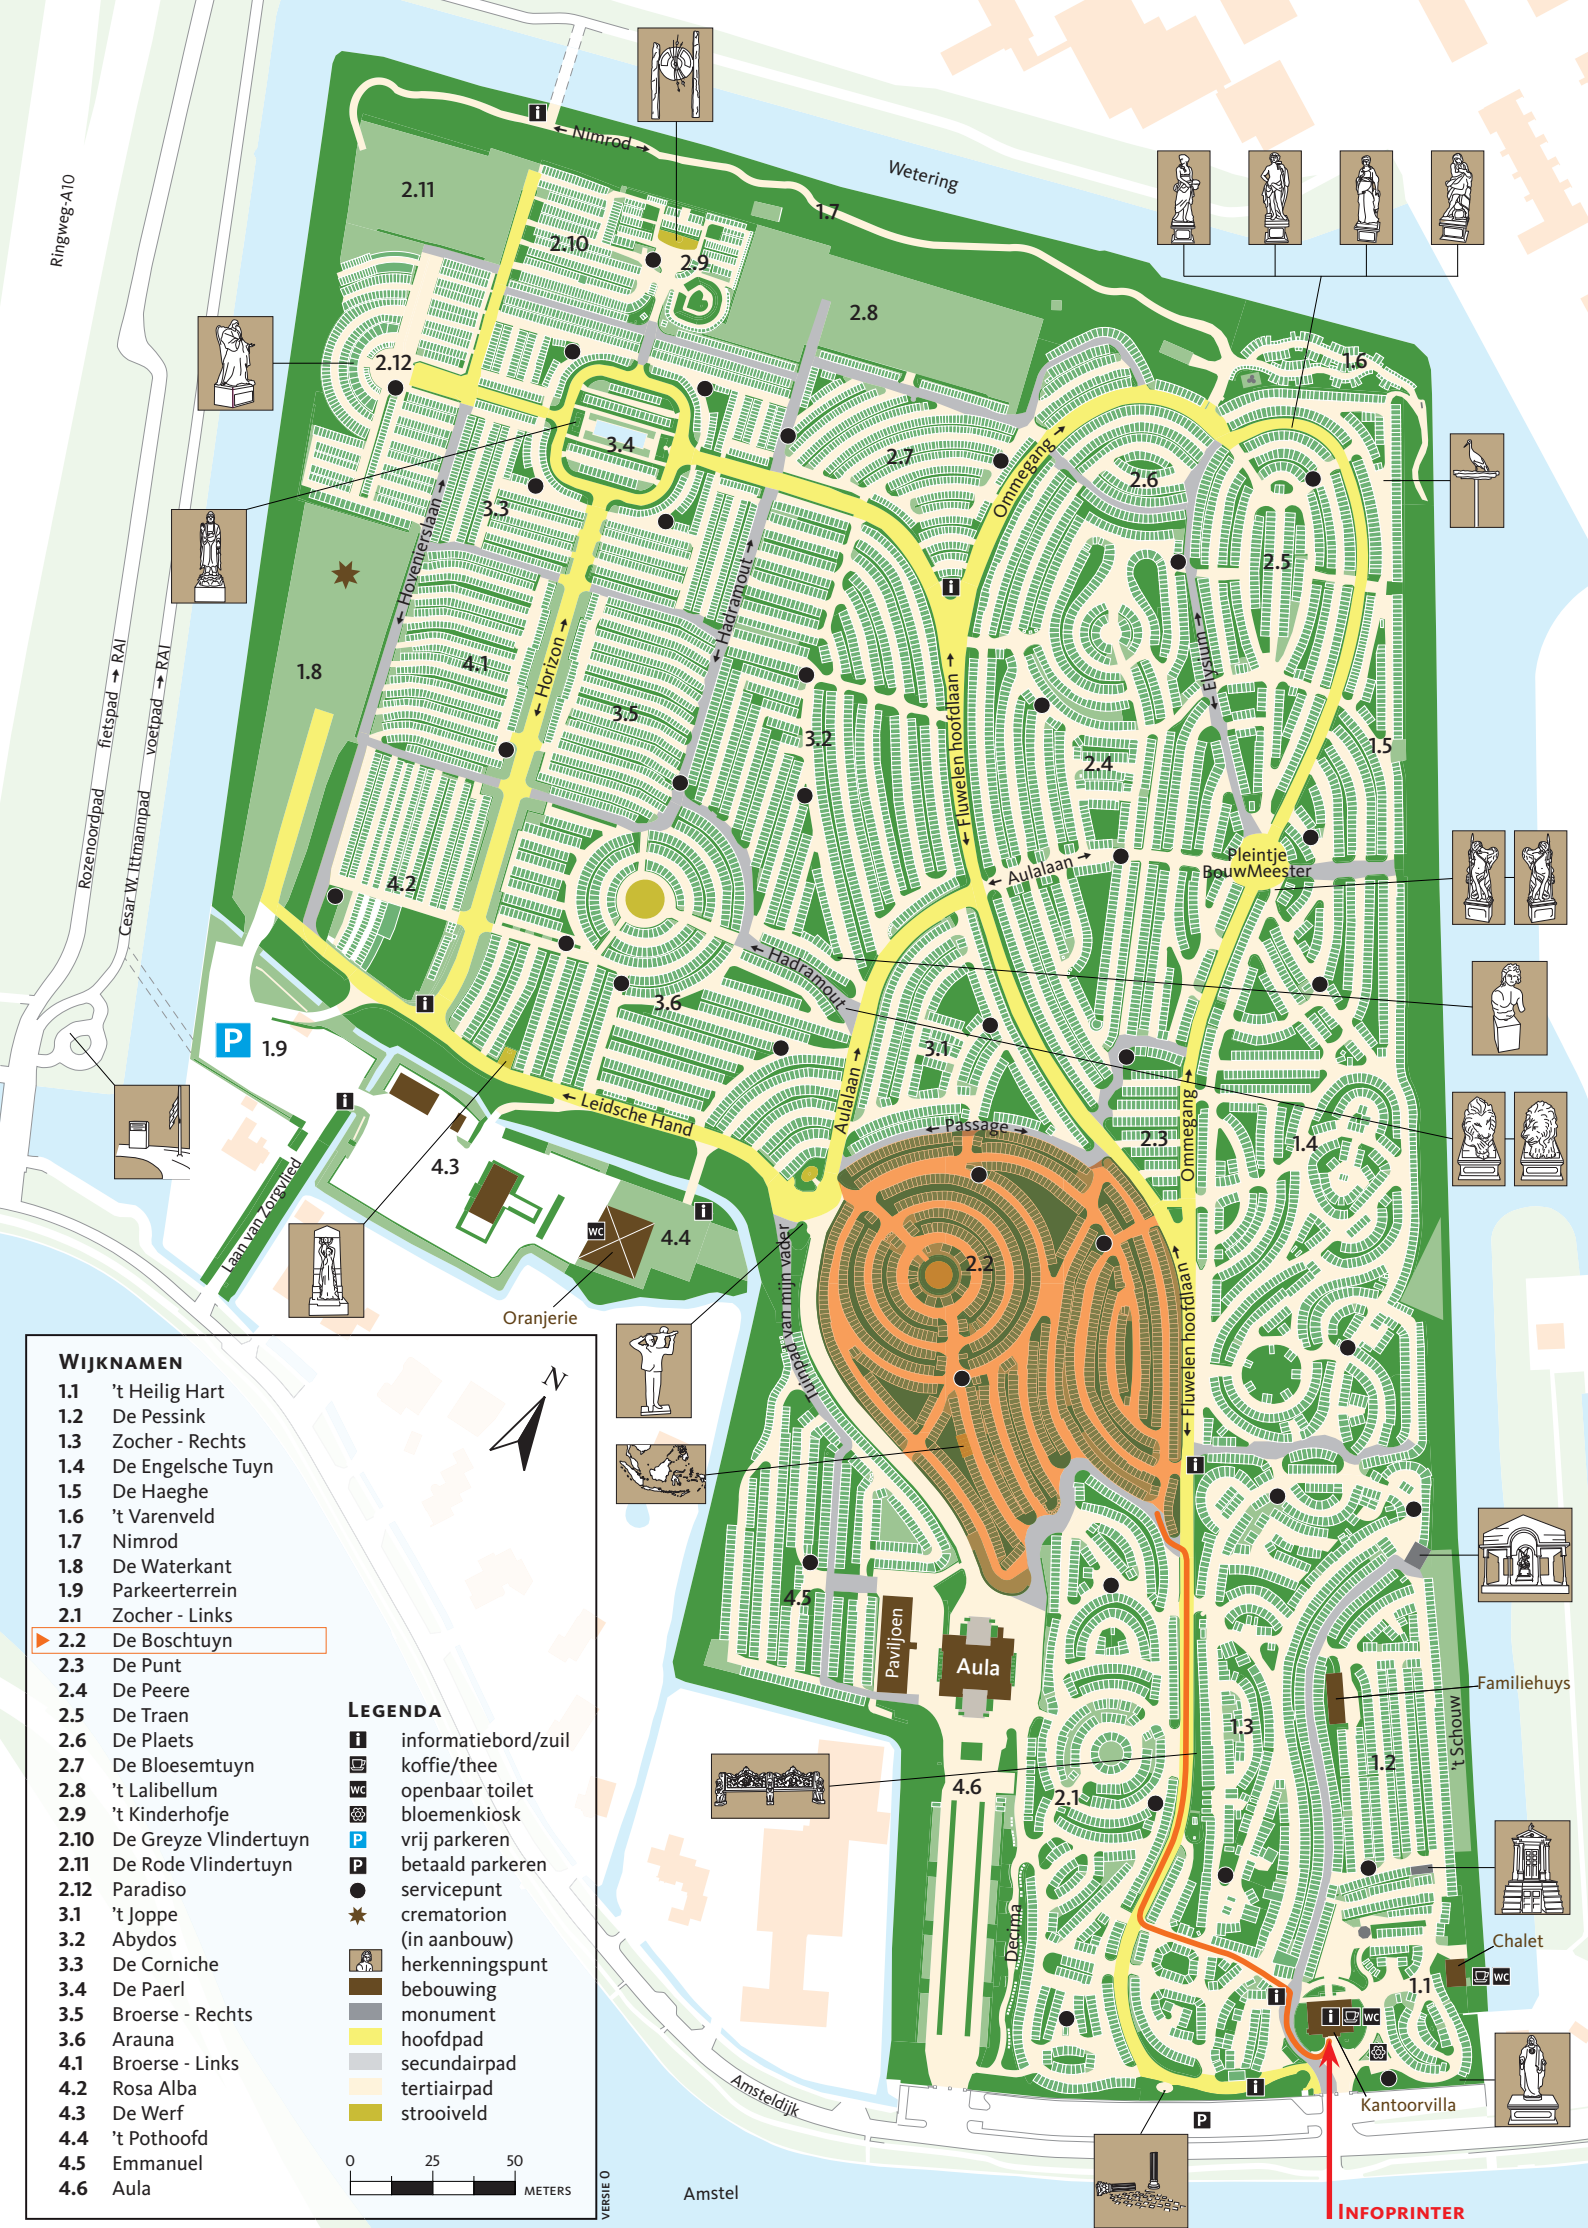 Ringweg-A10
← Nimrod →
Wetering
2.11
1.7
2.10
2.9
2.8
1.6
2.12
3.4
2.7
Ommegang →
2.6
3.3
2.5
← Hovenierslaan →
← Hadramout →
← Horizon →
← Elysium →
← Fluwelen hoofdlaan →
1.8
4.1
3.5
3.2
2.4
1.5
Rozenoordpad
fietspad → RAI
Cesar W. Ittmannpad
voetpad → RAI
← Aulalaan →
Pleintje
BouwMeester
4.2
← Hadramout
3.6
3.1
P
1.9
Aulalaan →
← Leidsche Hand
← Passage →
Ommegang →
2.3
1.4
4.3
Laan van Zorgvlied
WC
4.4
Oranjerie
Tuinpad van mijn vader
2.2
← Fluwelen hoofdlaan →
4.5
Paviljoen
Aula
Familiehuys
1.3
't Schouw
1.2
4.6
2.1
Decima
Chalet
WC
1.1
WC
Kantoorvilla
P
Amsteldijk
Amstel
INFOPRINTER
WIJKNAMEN
1.1 't Heilig Hart
1.2 De Pessink
1.3 Zocher - Rechts
1.4 De Engelsche Tuyn
1.5 De Haeghe
1.6 't Varenveld
1.7 Nimrod
1.8 De Waterkant
1.9 Parkeerterrein
2.1 Zocher - Links
2.2 De Boschtuyn
2.3 De Punt
2.4 De Peere
2.5 De Traen
2.6 De Plaets
2.7 De Bloesemtuyn
2.8 't Lalibellum
2.9 't Kinderhofje
2.10 De Greyze Vlindertuyn
2.11 De Rode Vlindertuyn
2.12 Paradiso
3.1 't Joppe
3.2 Abydos
3.3 De Corniche
3.4 De Paerl
3.5 Broerse - Rechts
3.6 Arauna
4.1 Broerse - Links
4.2 Rosa Alba
4.3 De Werf
4.4 't Pothoofd
4.5 Emmanuel
4.6 Aula
N
LEGENDA
i informatiebord/zuil
koffie/thee
WC openbaar toilet
bloemenkiosk
P vrij parkeren
P betaald parkeren
servicepunt
crematorion
(in aanbouw)
herkenningspunt
bebouwing
monument
hoofdpad
secundairpad
tertiairpad
strooiveld
0 25 50
METERS
VERSIE 0